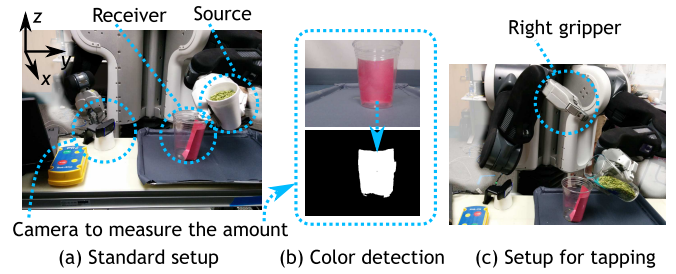 Receiver
Source
z
y
x
Right gripper
Camera to measure the amount
(a) Standard setup
(b) Color detection
(c) Setup for tapping